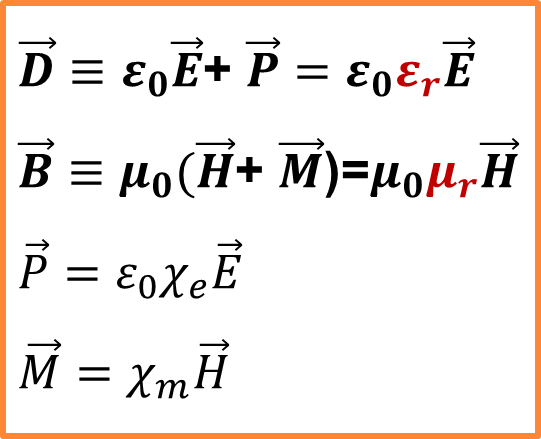 D⃗ ≡ ε₀E⃗+ P⃗ = ε₀εᵣE⃗
B⃗ ≡ μ₀(H⃗+ M⃗)=μ₀μᵣH⃗
P⃗ = ε₀χₑE⃗
M⃗ = χₘH⃗